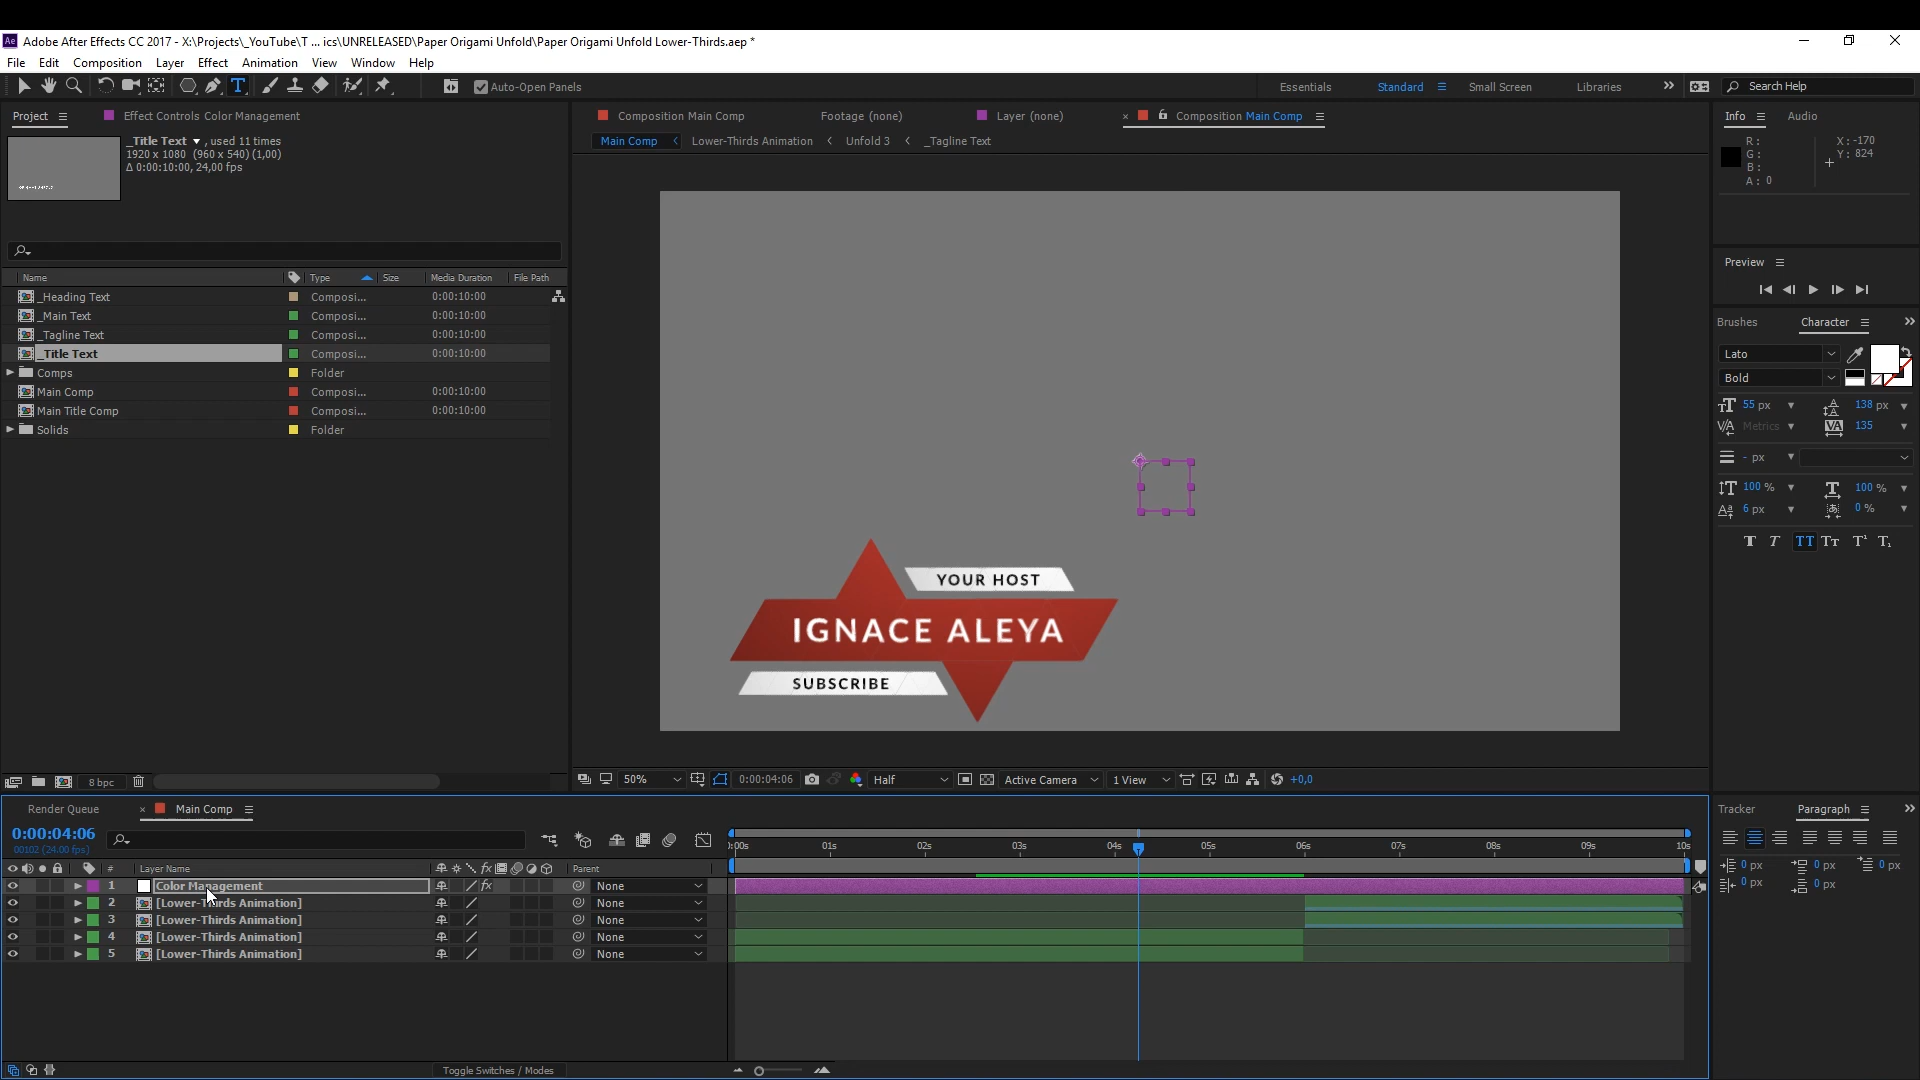 Ae Adobe After Effects CC 2017 - X:\Projects\_YouTube\T ... ics\UNRELEASED\Paper Origami Unfold\Paper Origami Unfold Lower-Thirds.aep *
File Edit Composition Layer Effect Animation View Window Help
Auto-Open Panels Essentials Standard Small Screen Libraries Search Help
Project Effect Controls Color Management
Composition Main Comp Footage (none) Layer (none) Composition Main Comp
Info Audio
_Title Text , used 11 times
1920 x 1080 (960 x 540) (1,00)
Δ 0:00:10:00, 24,00 fps
Main Comp Lower-Thirds Animation Unfold 3 _Tagline Text
R: X: -170
G: Y: 824
B:
A: 0
Preview
Name Type Size Media Duration File Path
_Heading Text Composi... 0:00:10:00
_Main Text Composi... 0:00:10:00
_Tagline Text Composi... 0:00:10:00
_Title Text Composi... 0:00:10:00
Comps Folder
Main Comp Composi... 0:00:10:00
Main Title Comp Composi... 0:00:10:00
Solids Folder
Brushes Character
Lato
Bold
55 px 138 px
Metrics 135
- px
100 % 100 %
6 px 0 %
YOUR HOST
IGNACE ALEYA
SUBSCRIBE
8 bpc
50% 0:00:04:06 Half Active Camera 1 View +0,0
Render Queue Main Comp
0:00:04:06
00102 (24.00 fps)
:00s 01s 02s 03s 04s 05s 06s 07s 08s 09s 10s
# Layer Name Parent
1 Color Management None
2 [Lower-Thirds Animation] None
3 [Lower-Thirds Animation] None
4 [Lower-Thirds Animation] None
5 [Lower-Thirds Animation] None
Toggle Switches / Modes
Tracker Paragraph
0 px 0 px 0 px
0 px 0 px